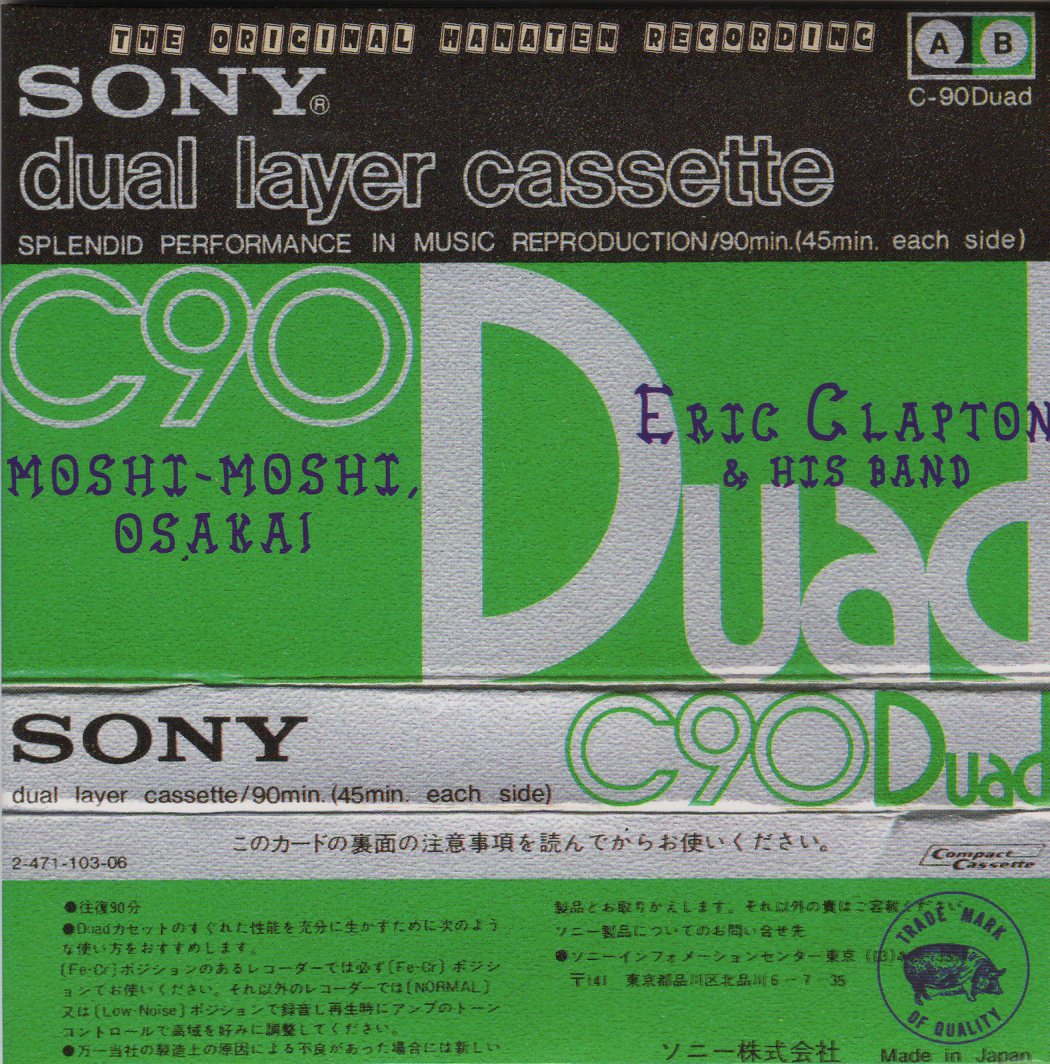 THE ORIGINAL HANATEN RECORDING
A B
SONY®
C-90Duad
dual layer cassette
SPLENDID PERFORMANCE IN MUSIC REPRODUCTION/90min.(45min. each side)
C90
Duad
ERIC CLAPTON
& HIS BAND
MOSHI-MOSHI,
OSAKA!
SONY
C90 Duad
dual layer cassette/90min.(45min. each side)
このカードの裏面の注意事項を読んでからお使いください。
2-471-103-06
Compact
Cassette
●往復90分
●Duadカセットのすぐれた性能を充分に生かすために次のよう
な使い方をおすすめします。
〔Fe-Cr〕ポジションのあるレコーダーでは必ず〔Fe-Cr〕ポジシ
ョンてお使いください。それ以外のレコーダーでは〔NORMAL〕
又は〔Low-Noise〕ポジションで録音し再生時にアンプのトーン
コントロールで高域を好みに調整してください。
●万一当社の製造上の原因による不良があった場合には新しい
製品とお取りかえします。それ以外の責はご容赦ください
ソニー製品についてのお問い合せ先
●ソニーインフォメーションセンター東京 (03)
〒141 東京都品川区北品川6-7-35
ソニー株式会社
TRADE MARK
OF QUALITY
Made in Japan